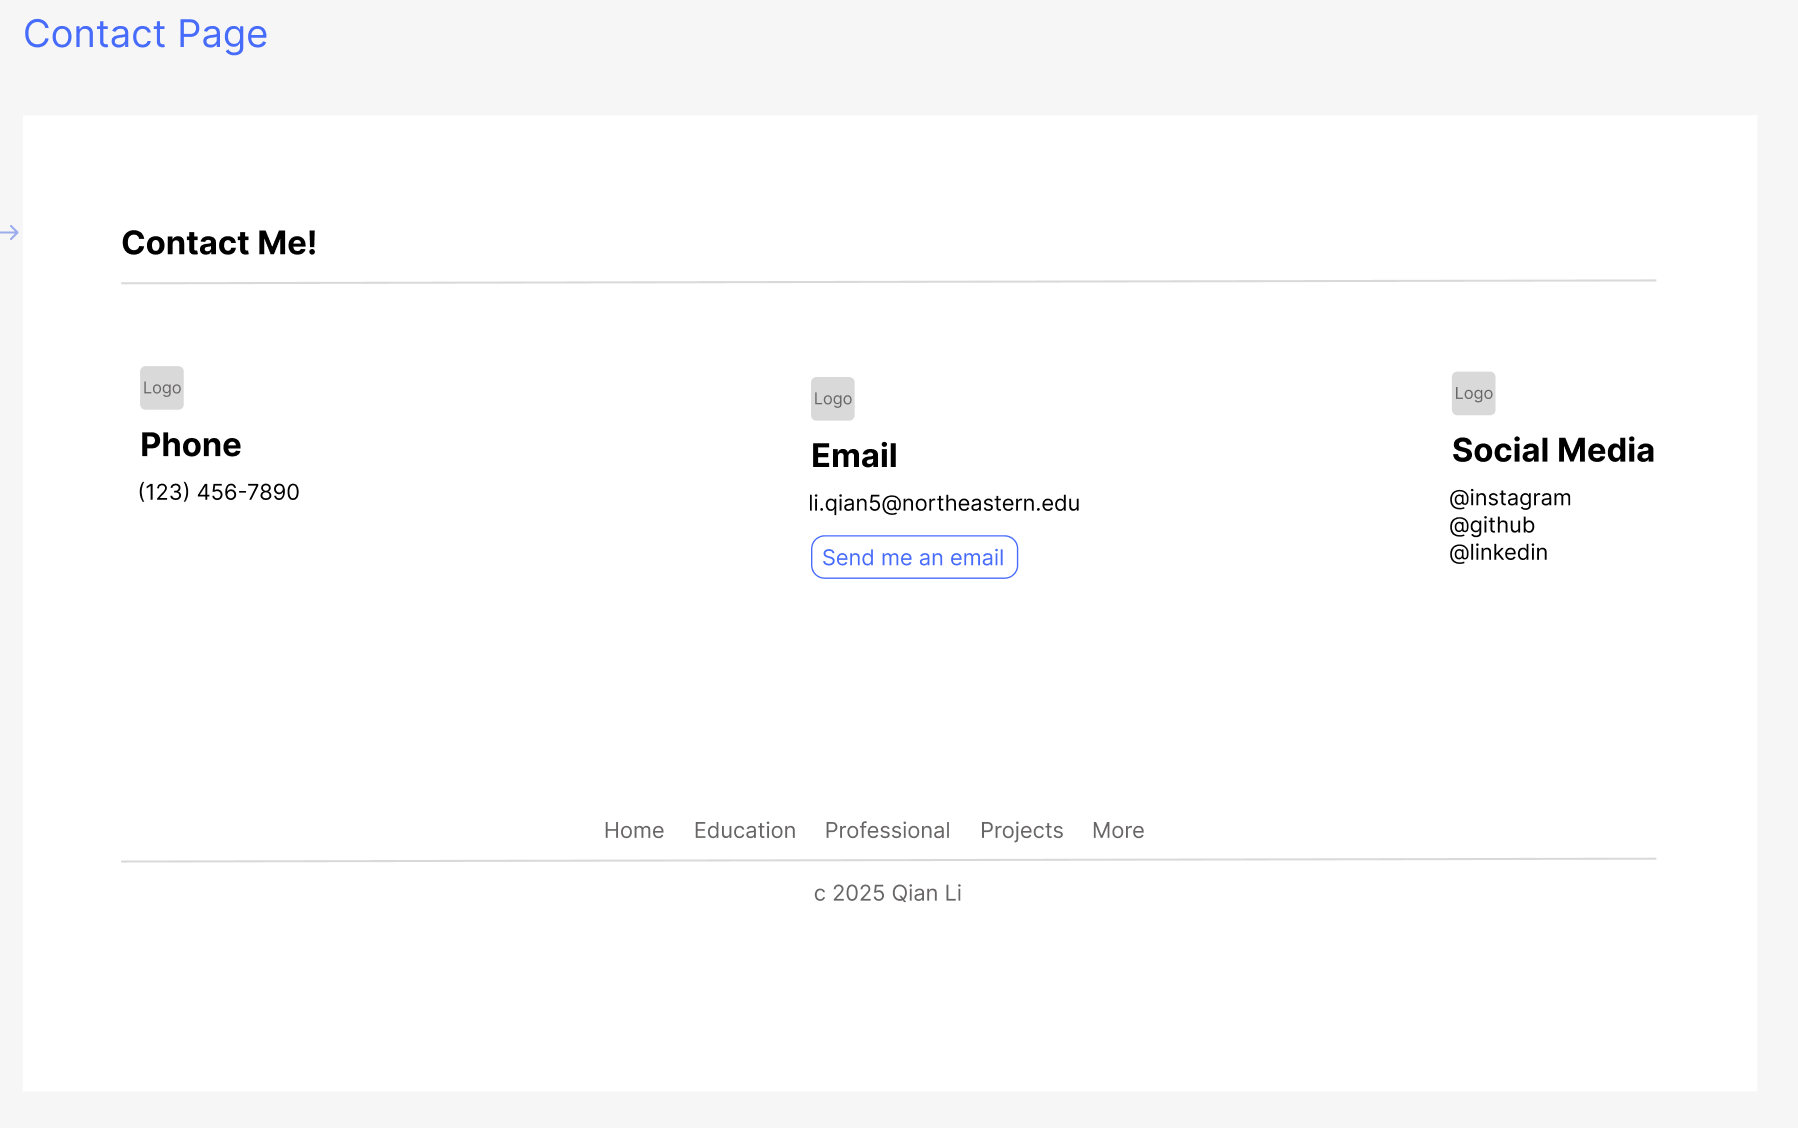 Contact Page
Contact Me!
Logo
Phone
(123) 456-7890
Logo
Email
li.qian5@northeastern.edu
Send me an email
Logo
Social Media
@instagram
@github
@linkedin
Home Education Professional Projects More
c 2025 Qian Li